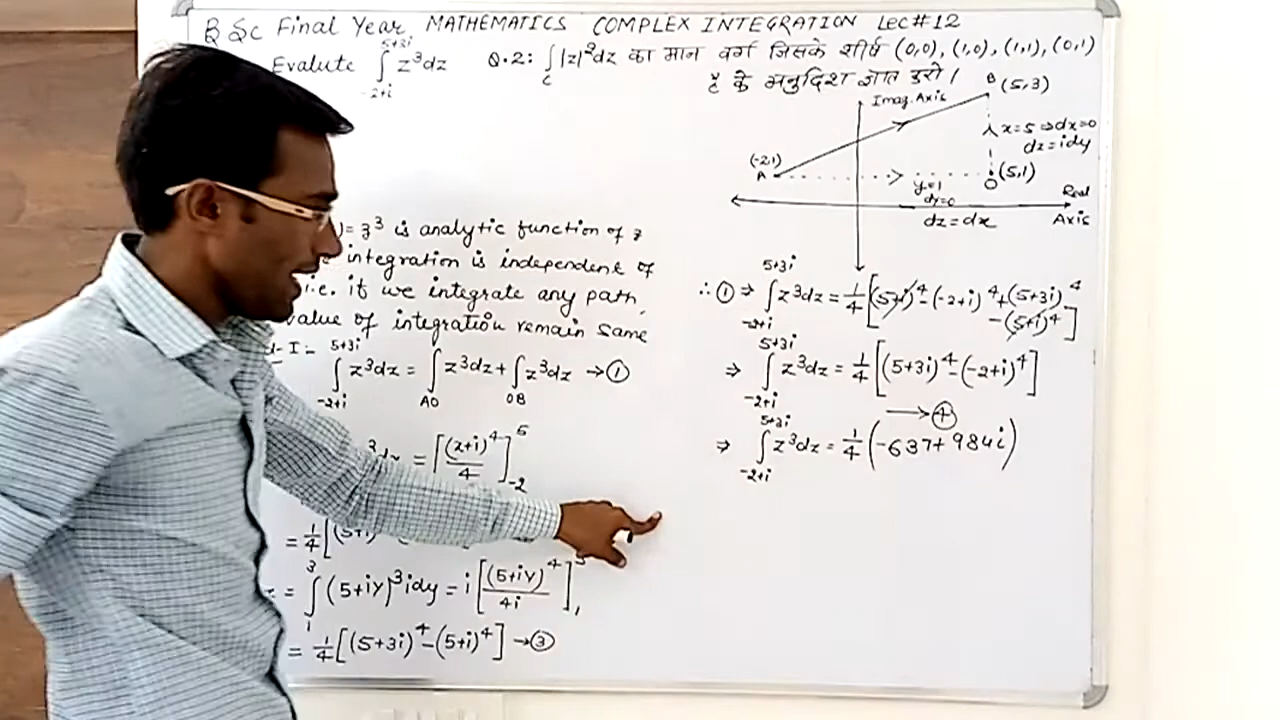 B Sc Final Year MATHEMATICS COMPLEX INTEGRATION Lec#12
Evalute ∫_{-2+i}^{5+3i} z³dz
Q.2: ∫_C |z|²dz का मान वर्ग जिसके शीर्ष (0,0), (1,0), (1,1), (0,1)
है के अनुदिश ज्ञात करो।
Imag. Axis
B (5,3)
x=5 ⇒dx=0
dz=idy
(-2,1)
A
O (5,1)
y=1
dy=0
dz=dx
Real
Axis
= z³ is analytic function of z
integration is independent of
i.e. if we integrate any path,
value of integration remain same
I - ∫_{-2+i}^{5+3i} z³dz = ∫_{AO} z³dz + ∫_{OB} z³dz →①
= [(x+i)⁴/4]_{-2}^{5}
= 1/4[(5+i)⁴
= ∫_1^3 (5+iy)³idy = i[(5+iy)⁴/4i]_1^3
= 1/4[(5+3i)⁴-(5+i)⁴] →③
∴ ① ⇒ ∫_{-2+i}^{5+3i} z³dz = 1/4[(5+i)⁴-(-2+i)⁴+(5+3i)⁴
-(5+i)⁴]
⇒ ∫_{-2+i}^{5+3i} z³dz = 1/4[(5+3i)⁴-(-2+i)⁴]
→④
⇒ ∫_{-2+i}^{5+3i} z³dz = 1/4(-637+984i)